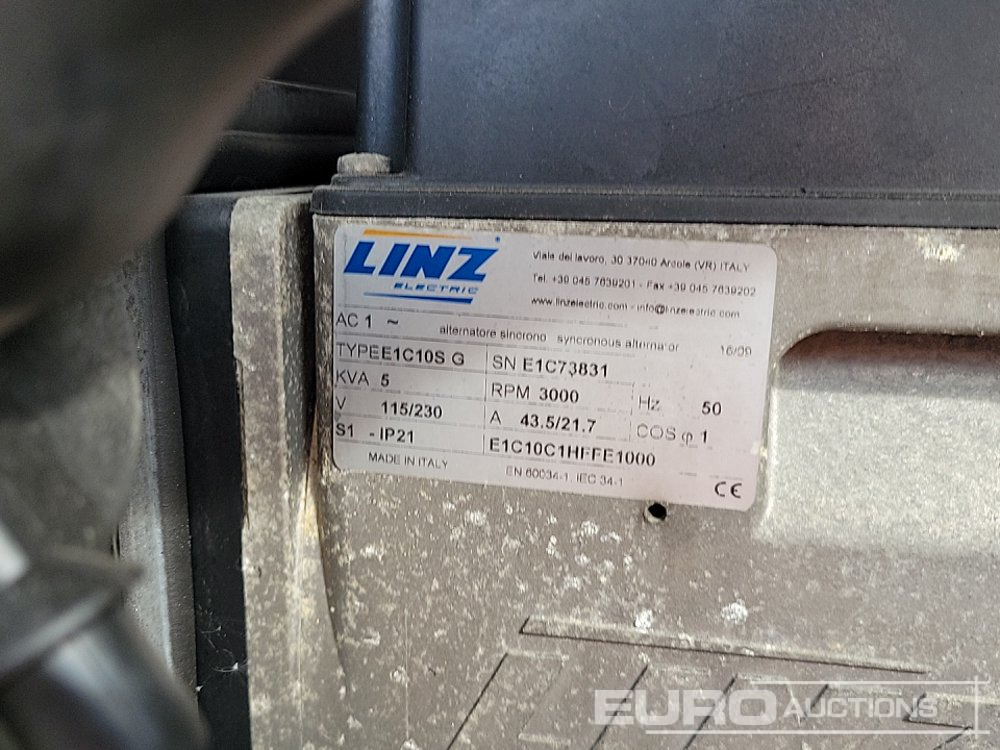 LINZ
ELECTRIC
Viale del lavoro, 30 37040 Arcole (VR) ITALY
Tel. +39 045 7639201 - Fax +39 045 7639202
www.linzelectric.com - info@linzelectric.com
AC 1 ~
alternatore sincrono syncronous alternator 16/09
TYPE E1C10S G SN E1C73831
KVA 5 RPM 3000 Hz 50
V 115/230 A 43.5/21.7 COS φ 1
S1 - IP21 E1C10C1HFFE1000
MADE IN ITALY EN 60034-1, IEC 34-1 CE
EURO AUCTIONS